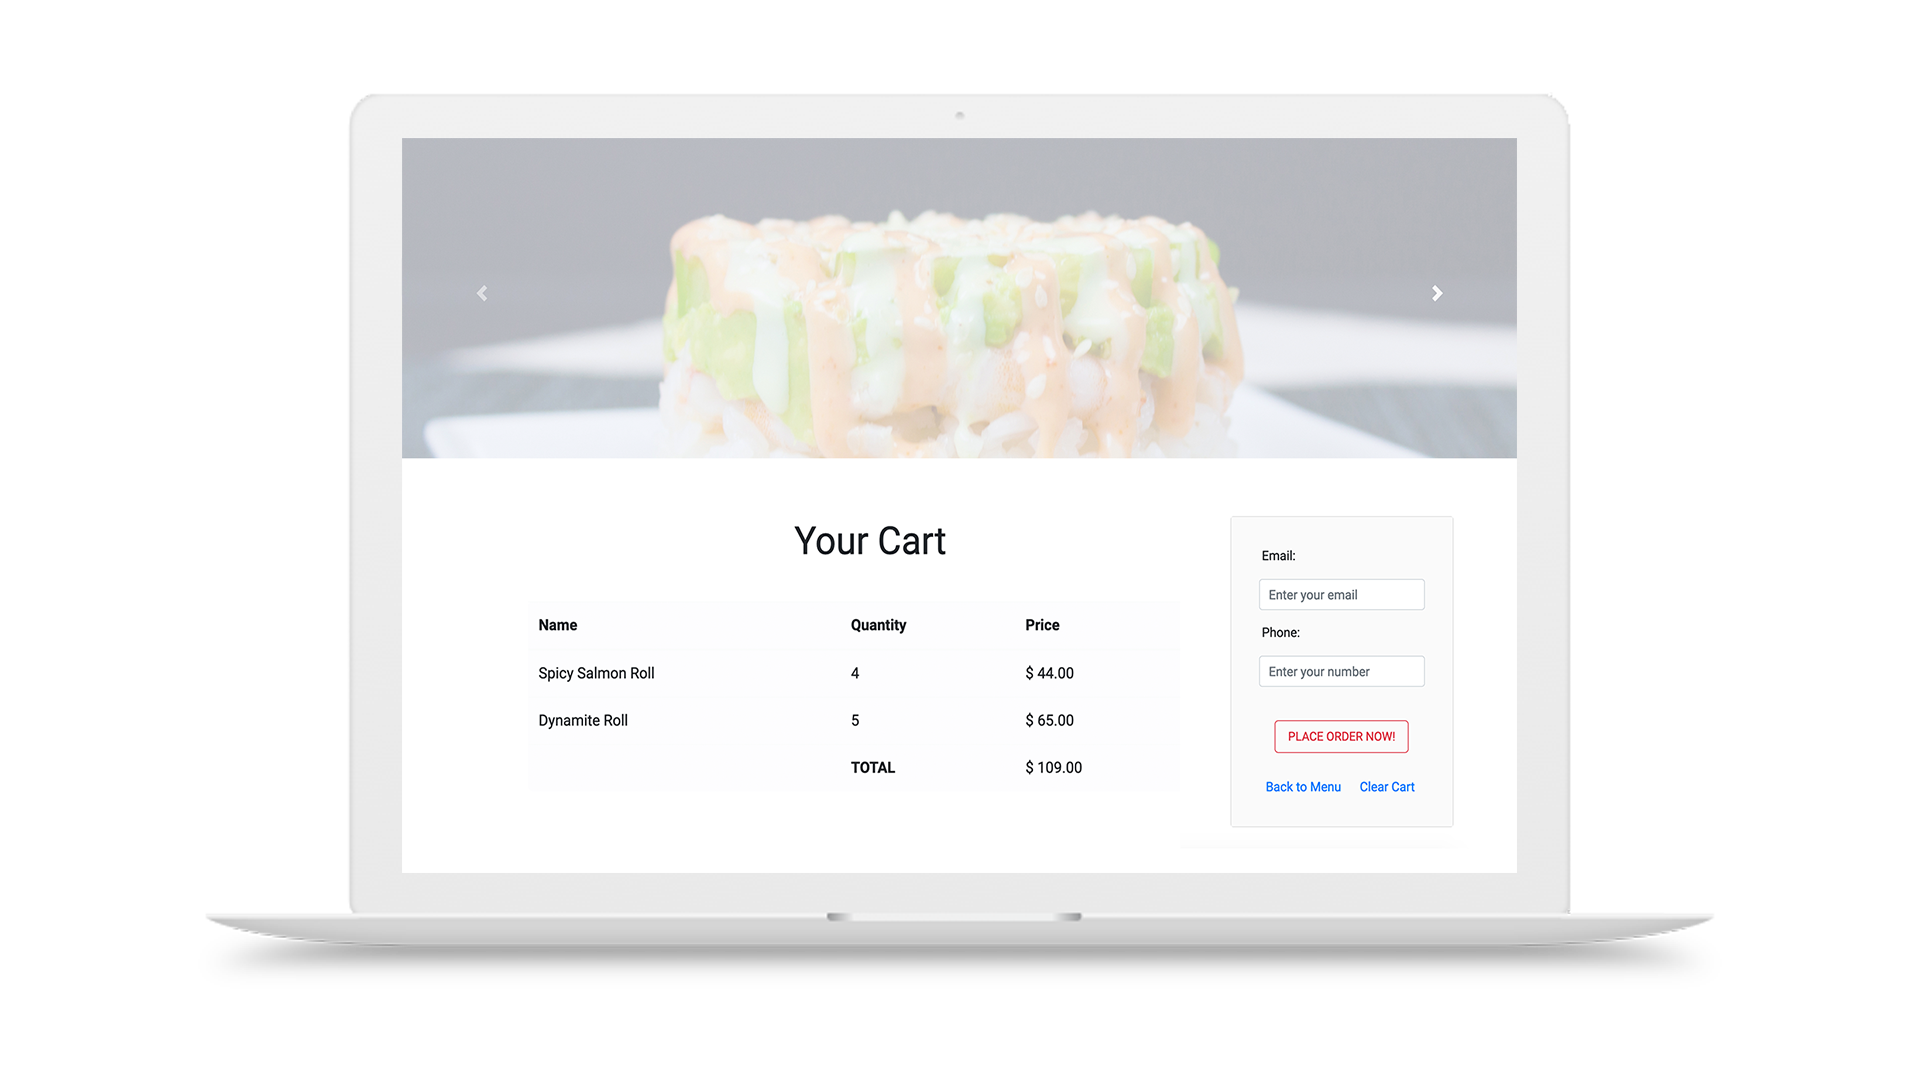 Your Cart
Name Quantity Price
Spicy Salmon Roll 4 $ 44.00
Dynamite Roll 5 $ 65.00
TOTAL $ 109.00
Email:
Enter your email
Phone:
Enter your number
PLACE ORDER NOW!
Back to Menu Clear Cart